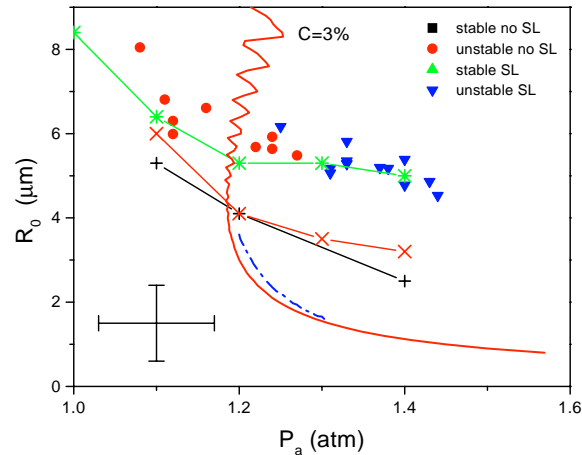 C=3%
stable no SL
unstable no SL
stable SL
unstable SL
8
6
4
2
0
R₀ (μm)
1.0
1.2
1.4
1.6
Pₐ (atm)